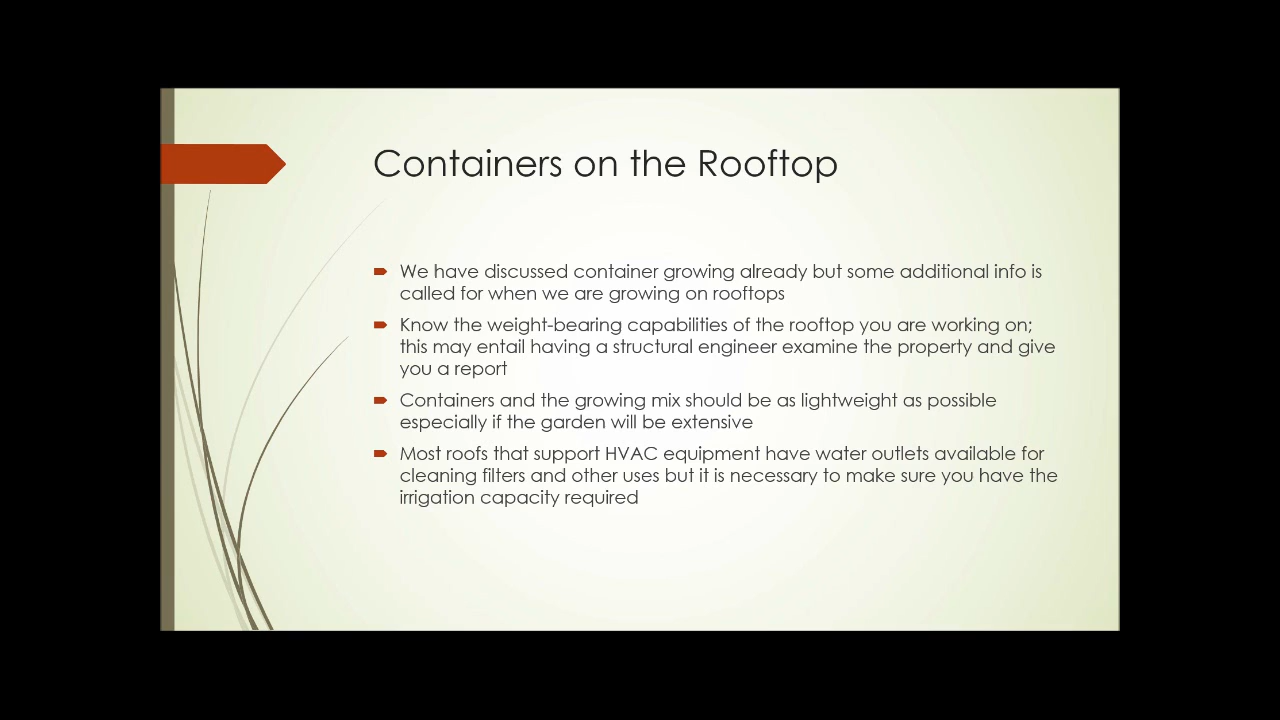 Containers on the Rooftop
We have discussed container growing already but some additional info is
called for when we are growing on rooftops
Know the weight-bearing capabilities of the rooftop you are working on;
this may entail having a structural engineer examine the property and give
you a report
Containers and the growing mix should be as lightweight as possible
especially if the garden will be extensive
Most roofs that support HVAC equipment have water outlets available for
cleaning filters and other uses but it is necessary to make sure you have the
irrigation capacity required